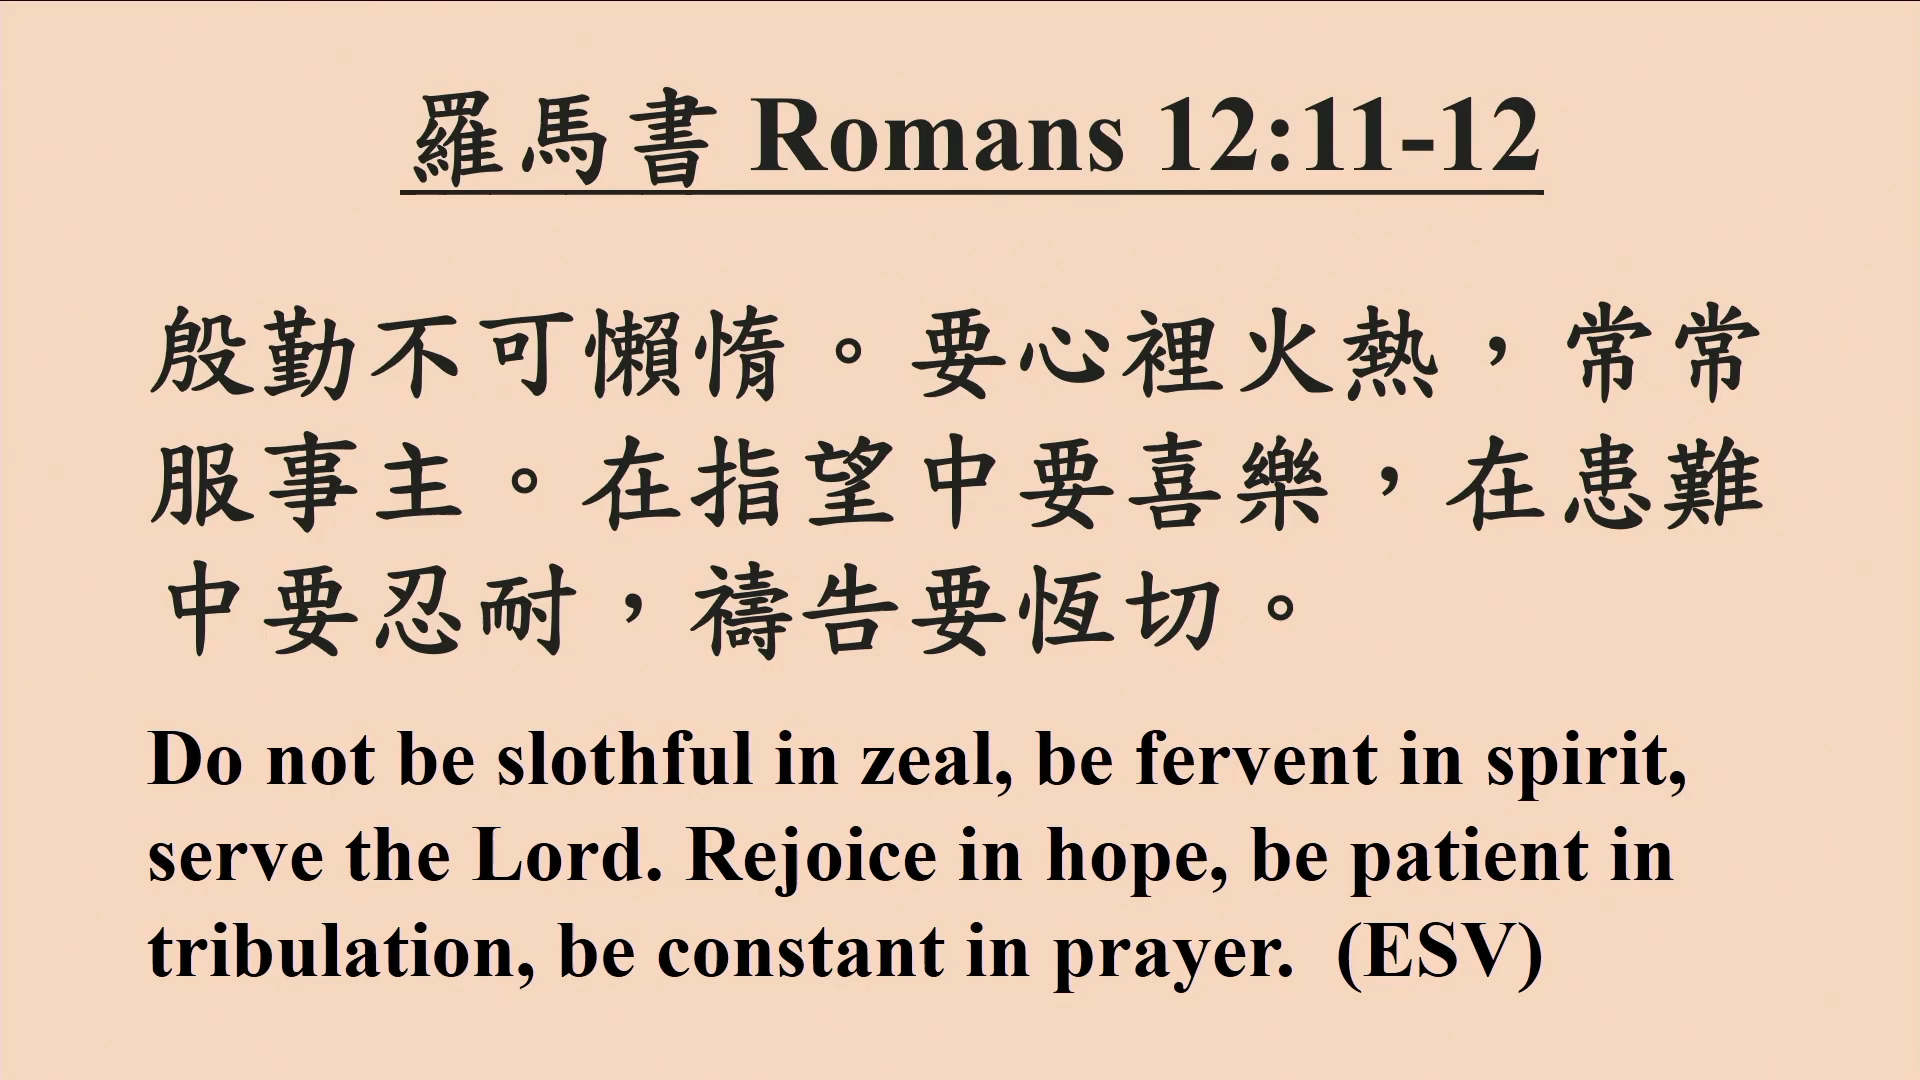 羅馬書 Romans 12:11-12
殷勤不可懶惰。要心裡火熱，常常
服事主。在指望中要喜樂，在患難
中要忍耐，禱告要恆切。
Do not be slothful in zeal, be fervent in spirit,
serve the Lord. Rejoice in hope, be patient in
tribulation, be constant in prayer.  (ESV)